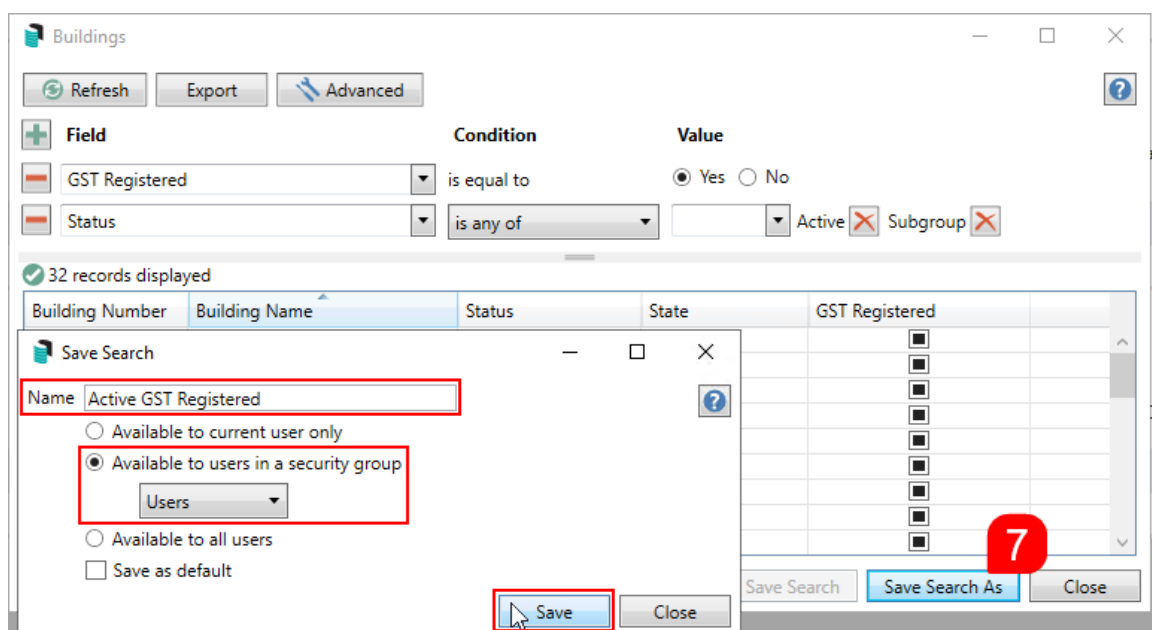 Buildings
Refresh Export Advanced
Field Condition Value
GST Registered is equal to Yes No
Status is any of Active Subgroup
32 records displayed
Building Number Building Name Status State GST Registered
Save Search
Name Active GST Registered
Available to current user only
Available to users in a security group
Users
Available to all users
Save as default
Save Close
7
Save Search Save Search As Close